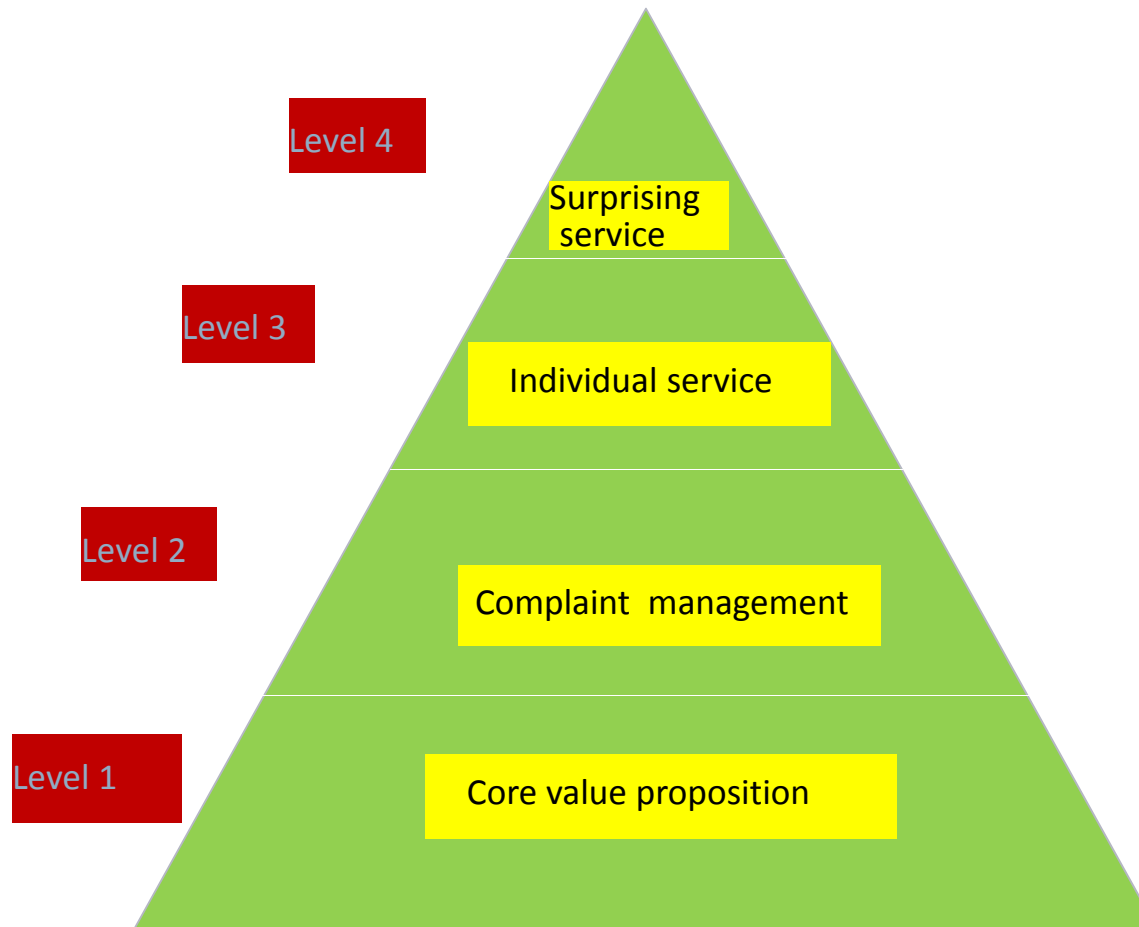 Level 4
Surprising
service
Level 3
Individual service
Level 2
Complaint  management
Level 1
Core value proposition